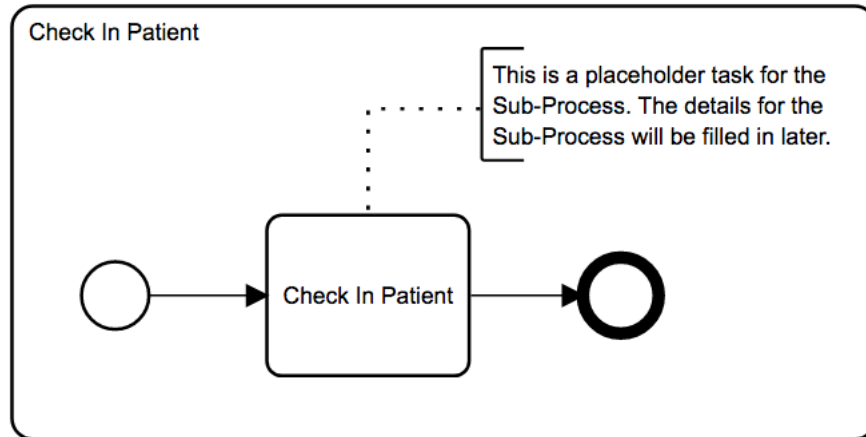 Check In Patient
This is a placeholder task for the
Sub-Process. The details for the
Sub-Process will be filled in later.
Check In Patient